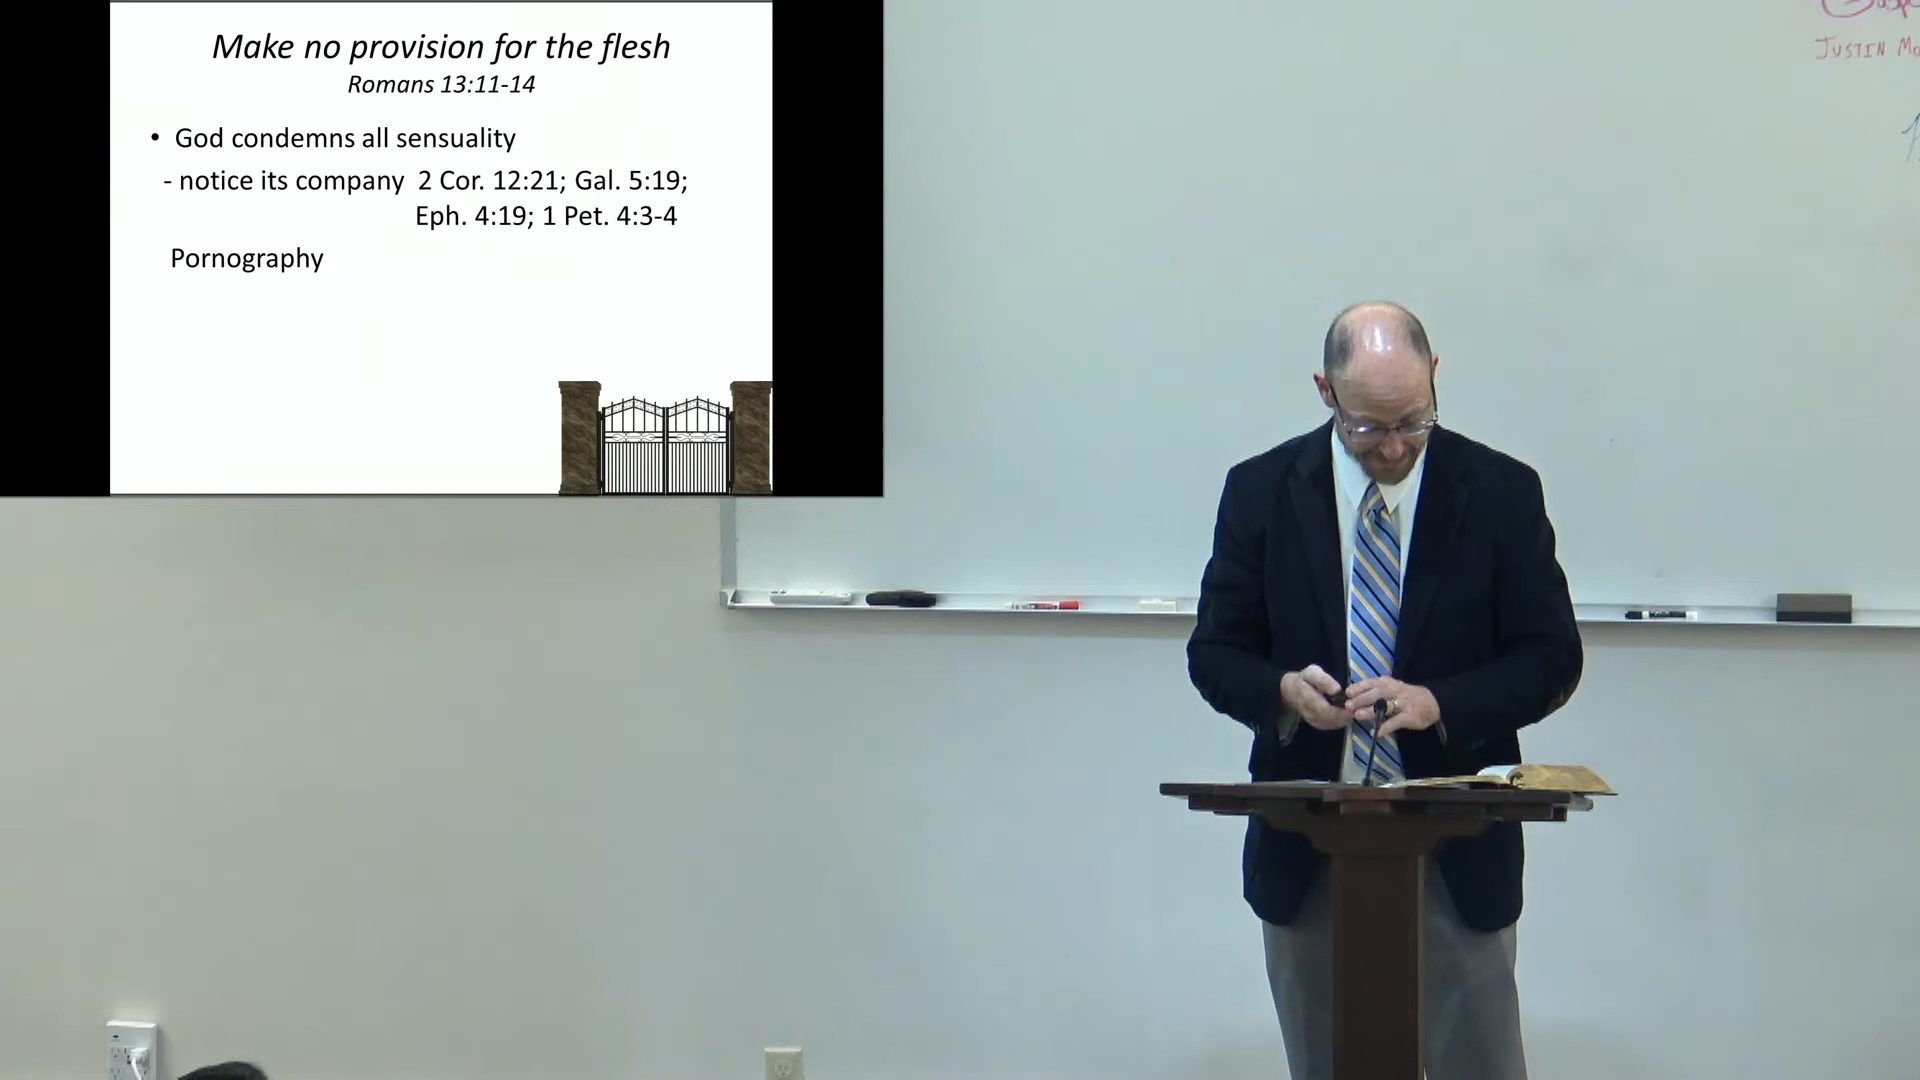 Make no provision for the flesh
Romans 13:11-14
• God condemns all sensuality
- notice its company 2 Cor. 12:21; Gal. 5:19;
Eph. 4:19; 1 Pet. 4:3-4
Pornography
JUSTIN